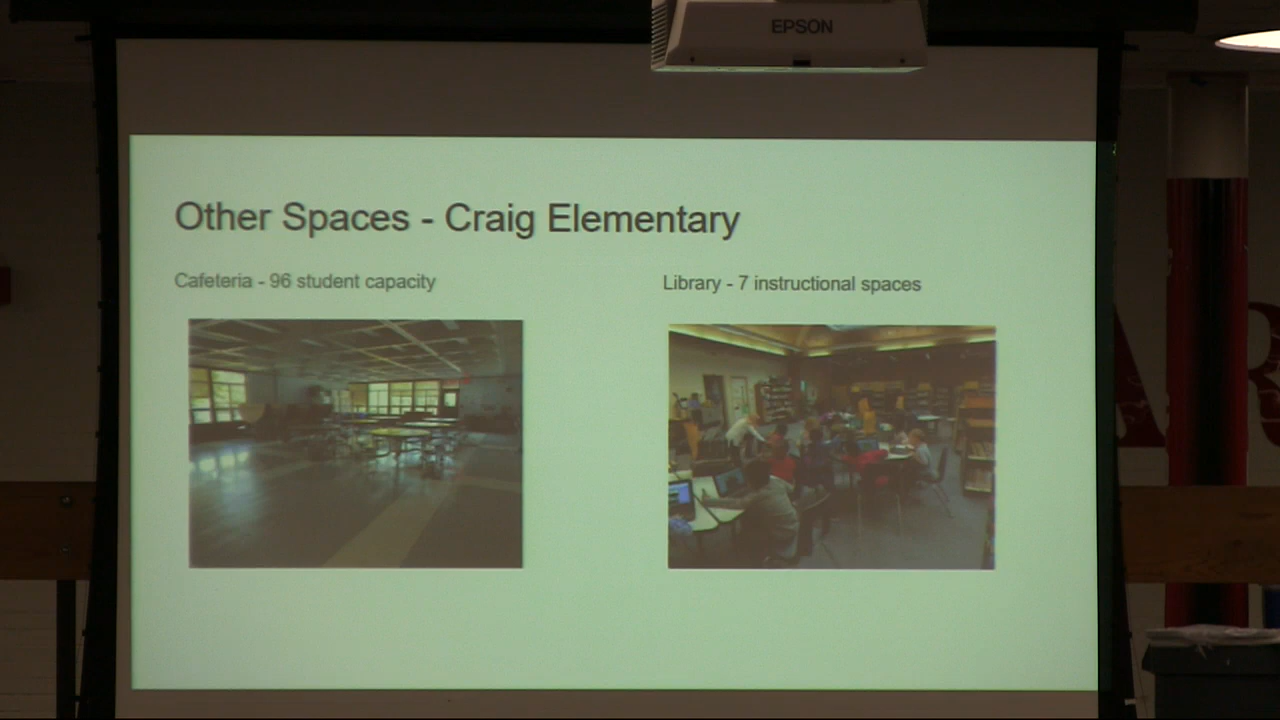 EPSON
Other Spaces - Craig Elementary
Cafeteria - 96 student capacity
Library - 7 instructional spaces